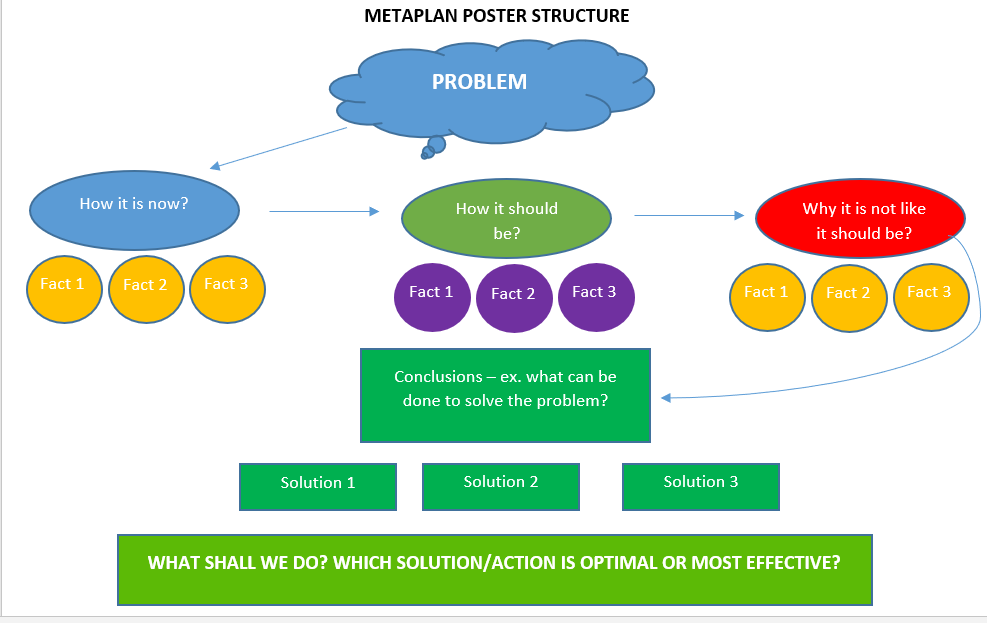 METAPLAN POSTER STRUCTURE
PROBLEM
How it is now?
How it should
be?
Why it is not like
it should be?
Fact 1
Fact 2
Fact 3
Fact 1
Fact 2
Fact 3
Fact 1
Fact 2
Fact 3
Conclusions – ex. what can be
done to solve the problem?
Solution 1
Solution 2
Solution 3
WHAT SHALL WE DO? WHICH SOLUTION/ACTION IS OPTIMAL OR MOST EFFECTIVE?